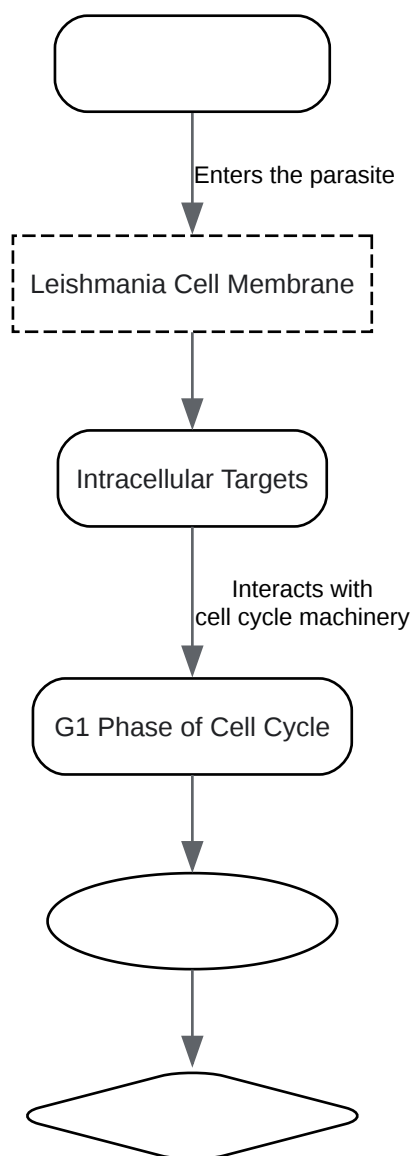 Enters the parasite
Leishmania Cell Membrane
Intracellular Targets
Interacts with
cell cycle machinery
G1 Phase of Cell Cycle